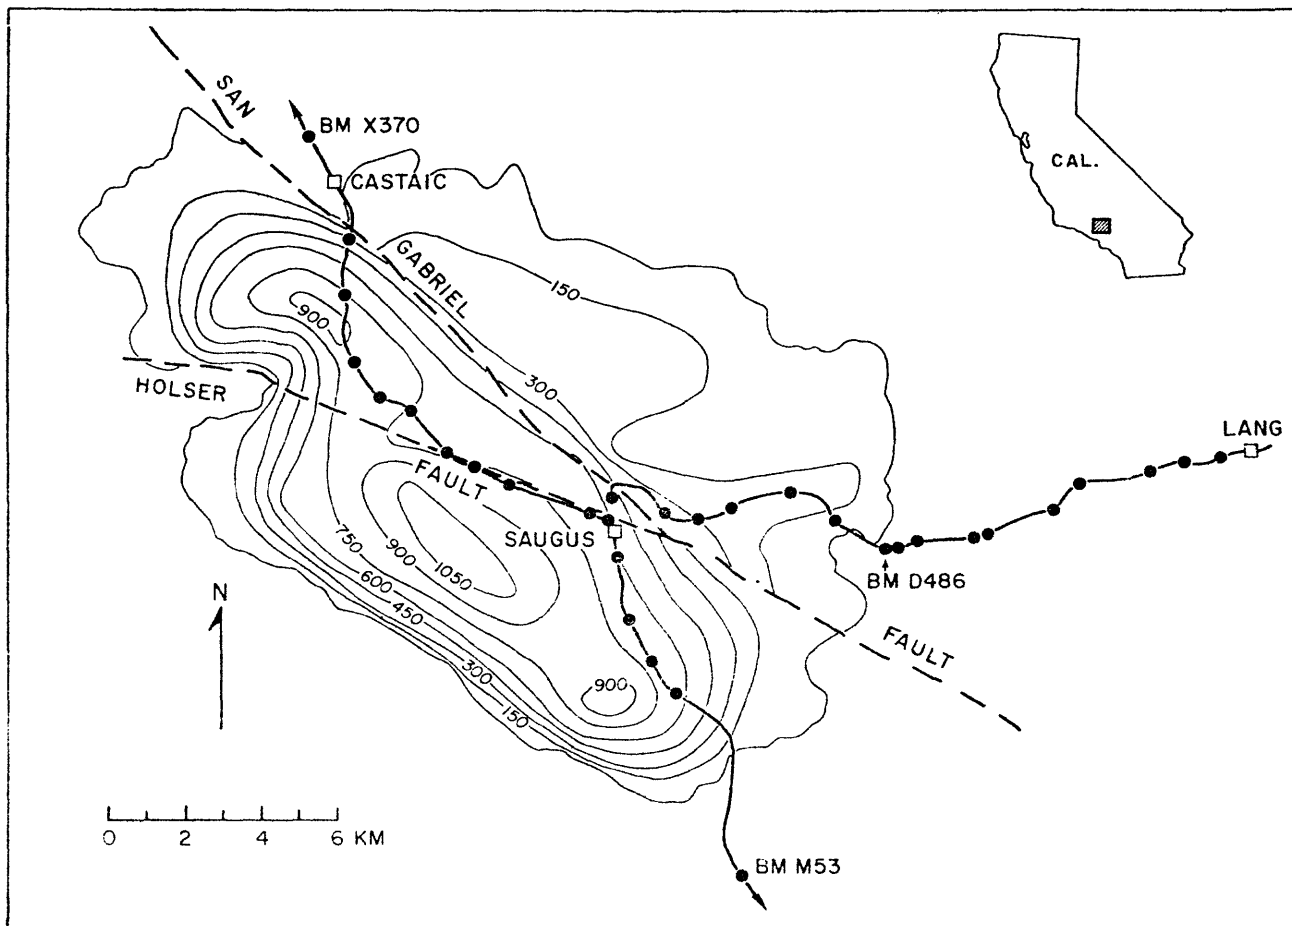 SAN
BM X370
CASTAIC
CAL.
GABRIEL
150
900
HOLSER
300
LANG
FAULT
SAUGUS
750
900
1050
BM D486
600
450
N
FAULT
300
900
150
0 2 4 6 KM
BM M53